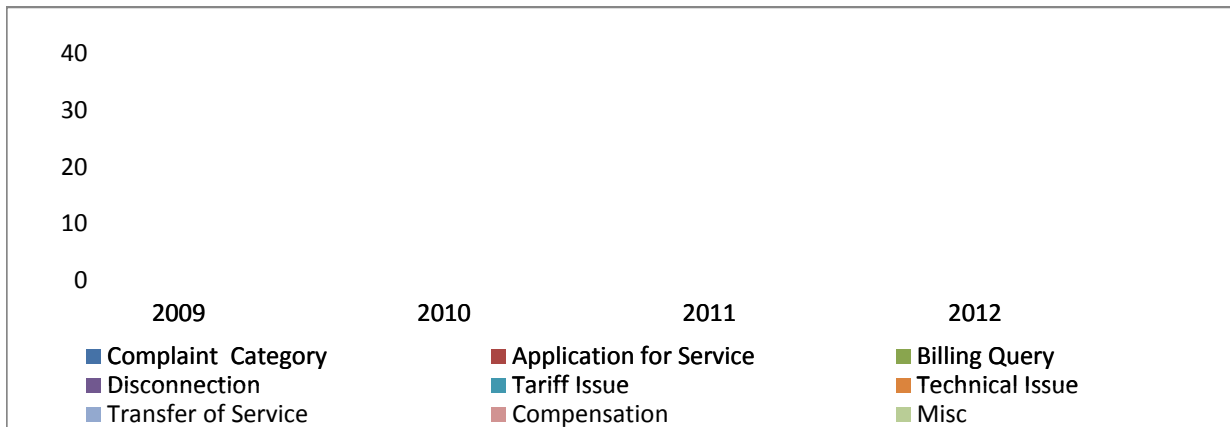 40
30
20
10
0
2009 2010 2011 2012
Complaint Category Application for Service Billing Query
Disconnection Tariff Issue Technical Issue
Transfer of Service Compensation Misc